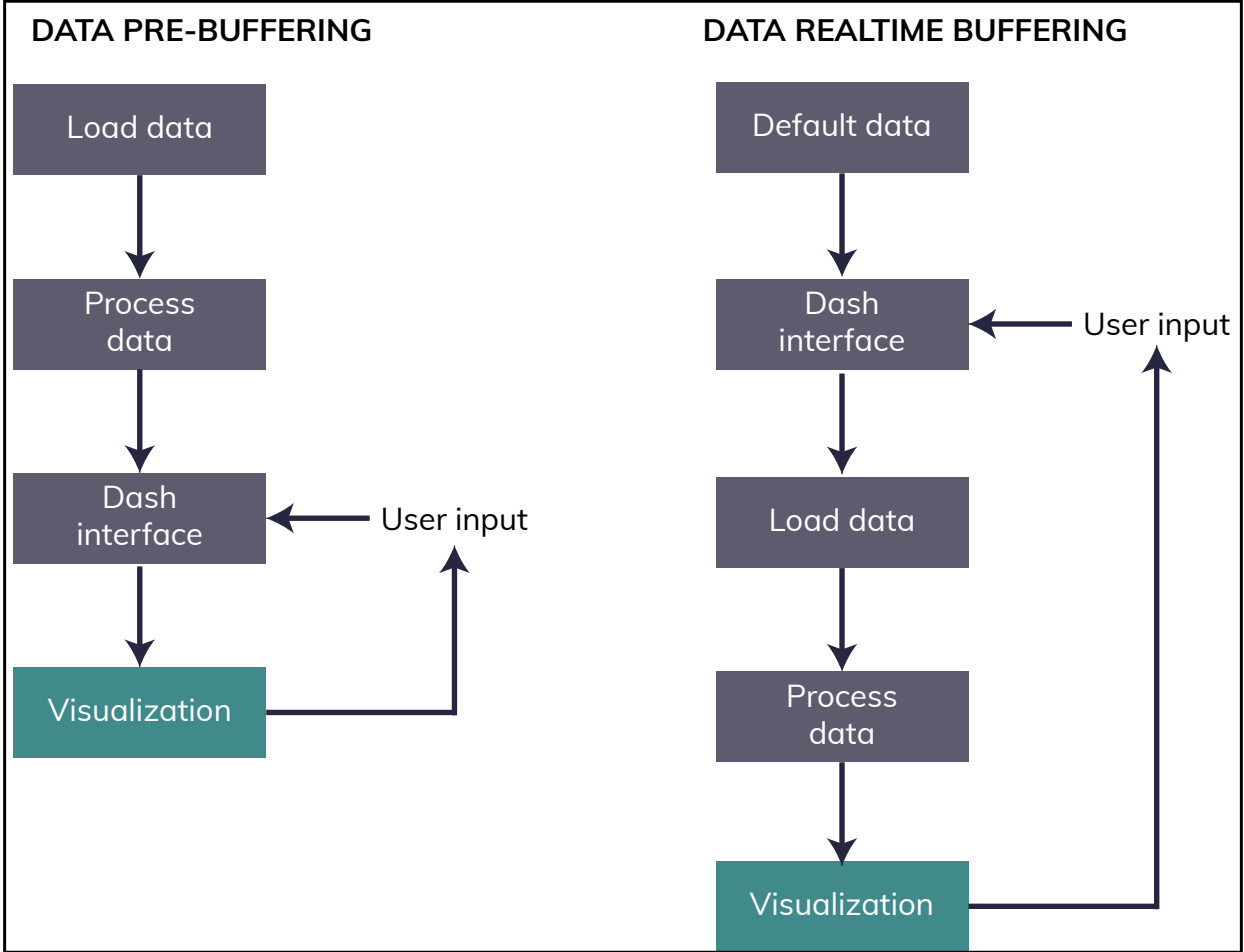 DATA PRE-BUFFERING
Load data
Process
data
Dash
interface
User input
Visualization
DATA REALTIME BUFFERING
Default data
Dash
interface
User input
Load data
Process
data
Visualization